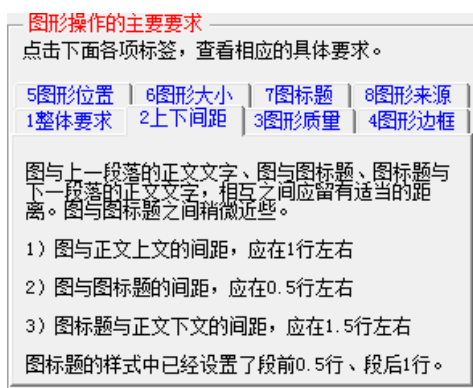 图形操作的主要要求
点击下面各项标签，查看相应的具体要求。
5图形位置 6图形大小 7图标题 8图形来源
1整体要求 2上下间距 3图形质量 4图形边框
图与上一段落的正文文字、图与图标题、图标题与
下一段落的正文文字，相互之间应留有适当的距
离。图与图标题之间稍微近些。
1）图与正文上文的间距，应在1行左右
2）图与图标题的间距，应在0.5行左右
3）图标题与正文下文的间距，应在1.5行左右
图标题的样式中已经设置了段前0.5行、段后1行。